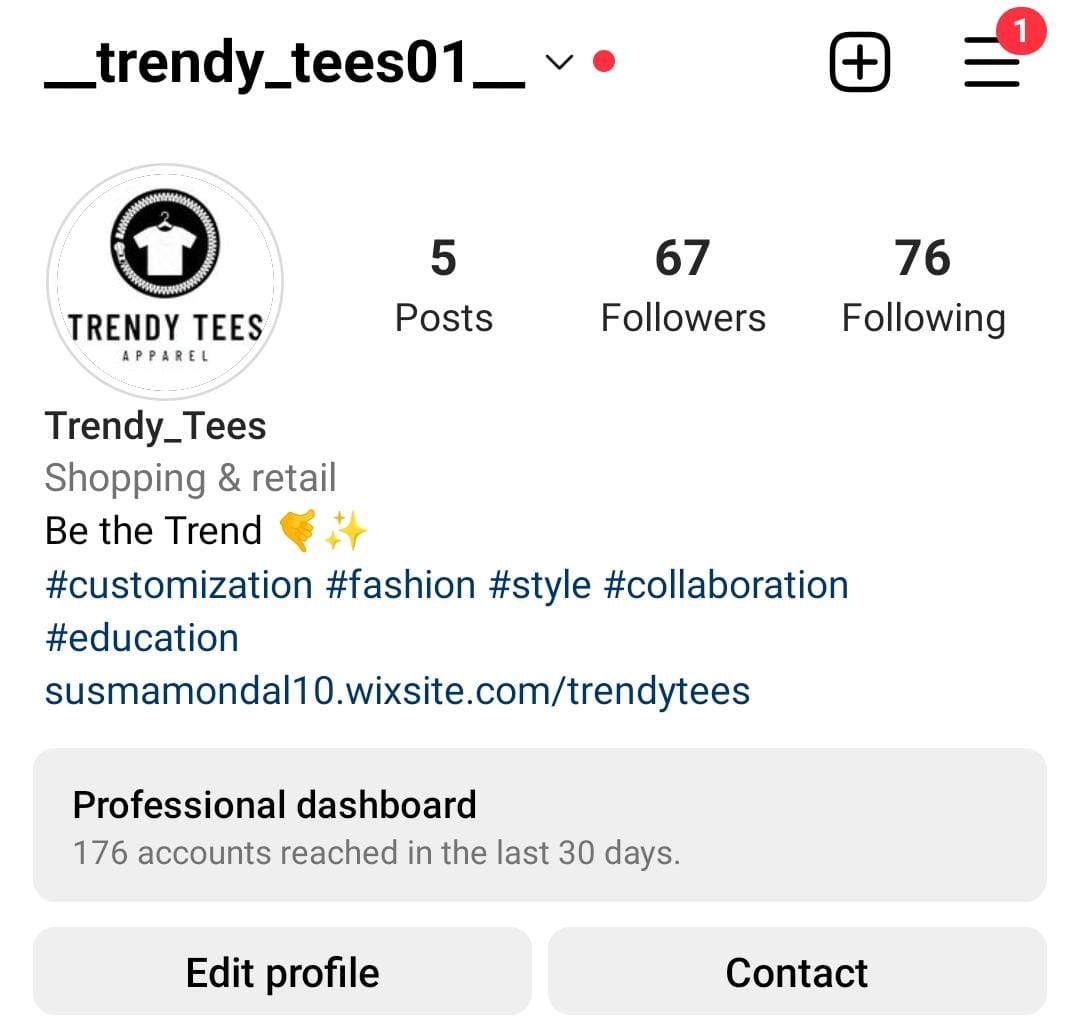 __trendy_tees01__
1
TRENDY TEES
APPAREL
5 67 76
Posts Followers Following
Trendy_Tees
Shopping & retail
Be the Trend 🤙✨
#customization #fashion #style #collaboration
#education
susmamondal10.wixsite.com/trendytees
Professional dashboard
176 accounts reached in the last 30 days.
Edit profile Contact